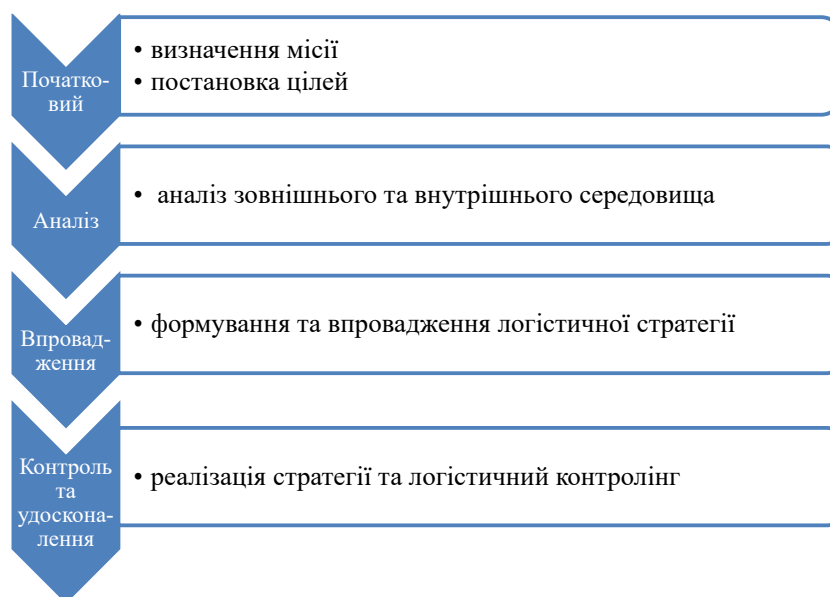 Початко-
вий
• визначення місії
• постановка цілей
Аналіз
• аналіз зовнішнього та внутрішнього середовища
Впровад-
ження
• формування та впровадження логістичної стратегії
Контроль
та
удоскона-
лення
• реалізація стратегії та логістичний контролінг